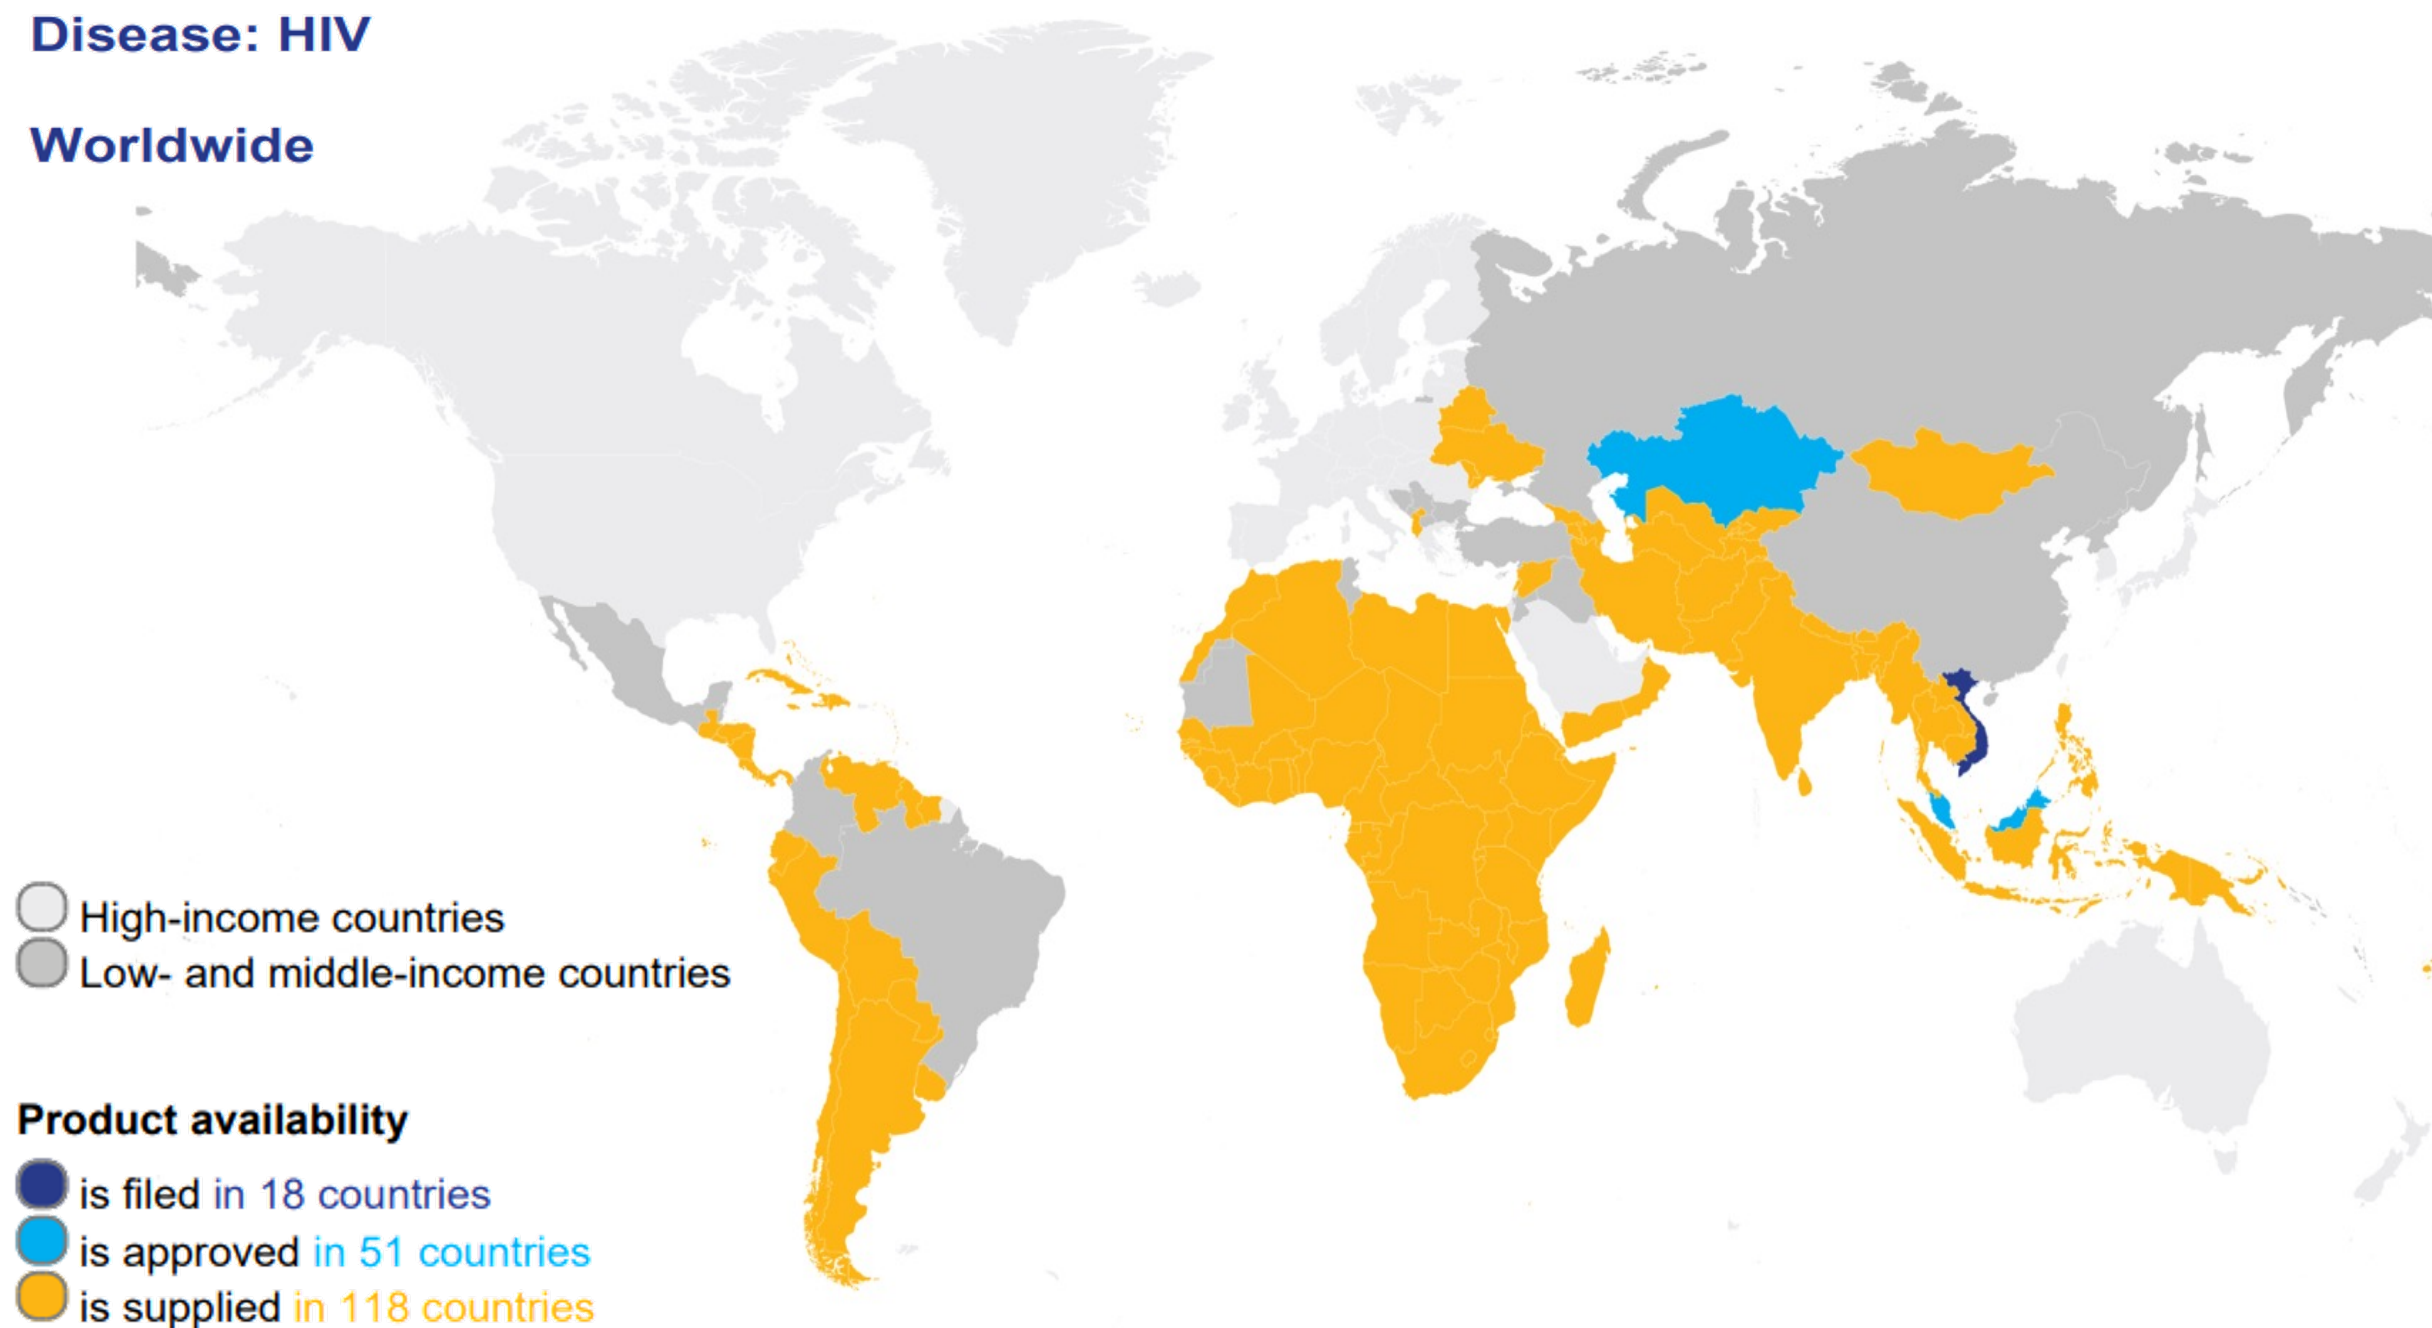 Disease: HIV
Worldwide
High-income countries
Low- and middle-income countries
Product availability
is filed in 18 countries
is approved in 51 countries
is supplied in 118 countries